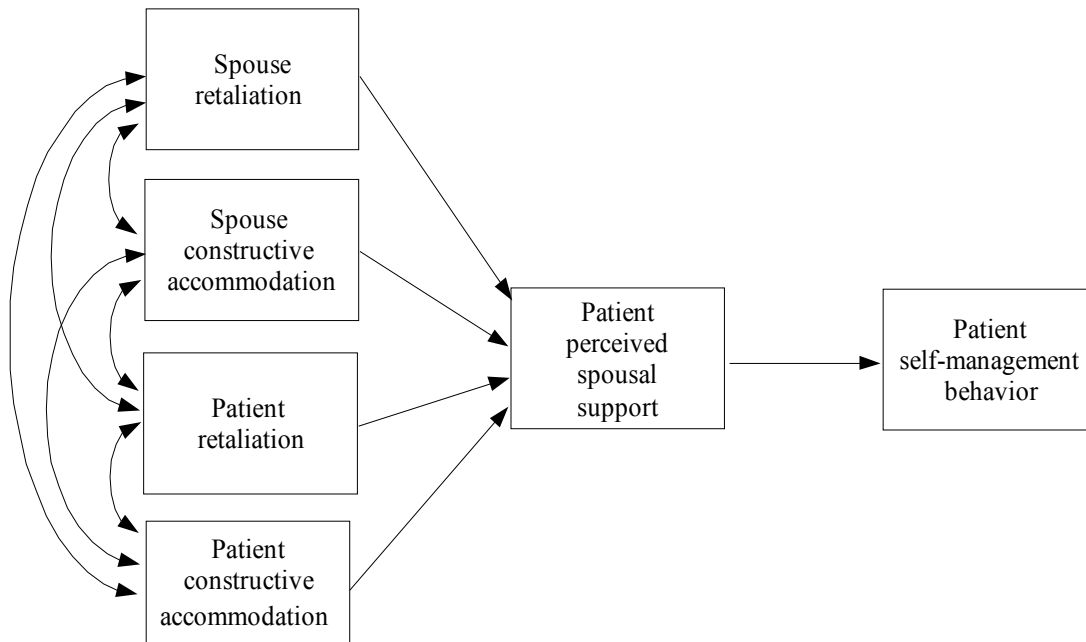 Spouse
retaliation
Spouse
constructive
accommodation
Patient
retaliation
Patient
constructive
accommodation
Patient
perceived
spousal
support
Patient
self-management
behavior